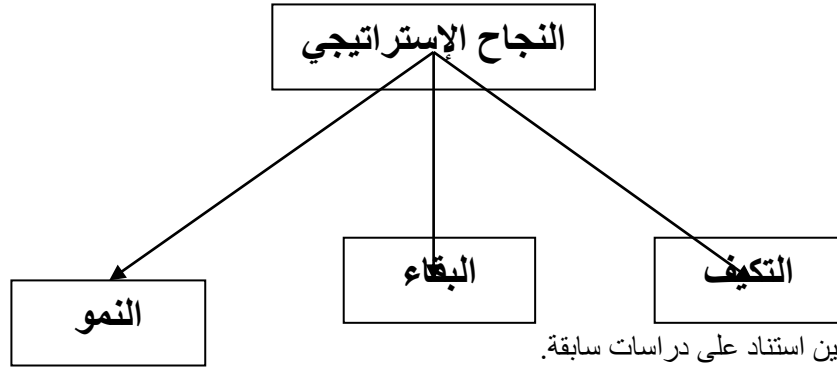 النجاح الإستراتيجي
التكيف
البقاء
النمو
ين استناد على دراسات سابقة.